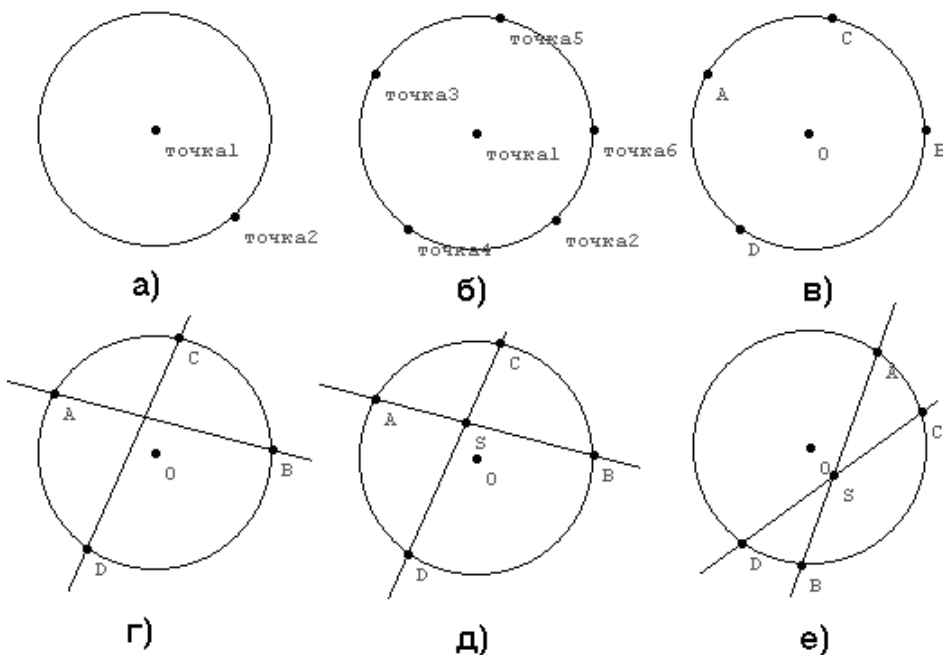 точка1
точка2
а)
точка5
точка3
точка1
точка6
точка4
точка2
б)
C
A
O
B
D
в)
C
A
B
O
D
г)
C
A
S
B
O
D
д)
A
C
O
S
D
B
е)